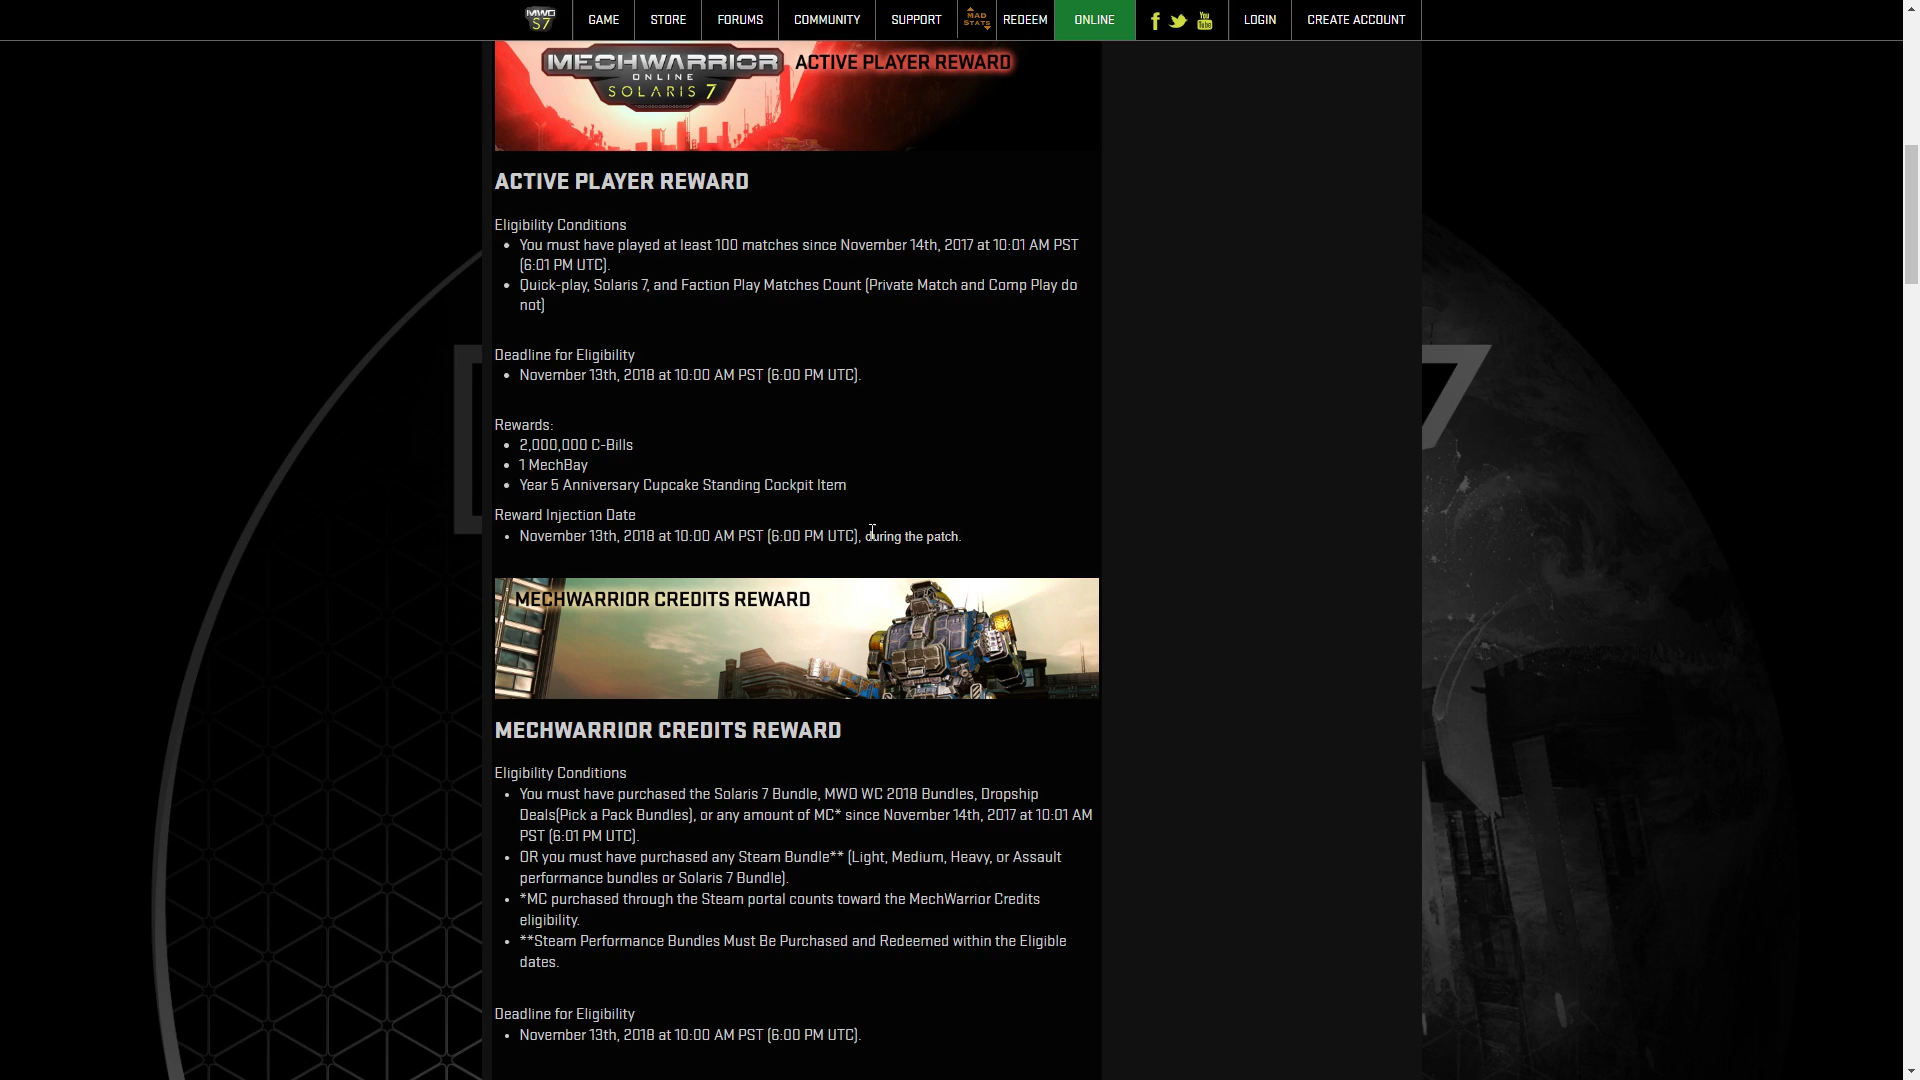 MWO
S7
GAME
STORE
FORUMS
COMMUNITY
SUPPORT
MAD
STATS
REDEEM
ONLINE
You
Tube
LOGIN
CREATE ACCOUNT
MECHWARRIOR
ONLINE
SOLARIS 7
ACTIVE PLAYER REWARD
ACTIVE PLAYER REWARD
Eligibility Conditions
• You must have played at least 100 matches since November 14th, 2017 at 10:01 AM PST
(6:01 PM UTC).
• Quick-play, Solaris 7, and Faction Play Matches Count (Private Match and Comp Play do
not)
Deadline for Eligibility
• November 13th, 2018 at 10:00 AM PST (6:00 PM UTC).
Rewards:
• 2,000,000 C-Bills
• 1 MechBay
• Year 5 Anniversary Cupcake Standing Cockpit Item
Reward Injection Date
• November 13th, 2018 at 10:00 AM PST (6:00 PM UTC), during the patch.
MECHWARRIOR CREDITS REWARD
MECHWARRIOR CREDITS REWARD
Eligibility Conditions
• You must have purchased the Solaris 7 Bundle, MWO WC 2018 Bundles, Dropship
Deals(Pick a Pack Bundles), or any amount of MC* since November 14th, 2017 at 10:01 AM
PST (6:01 PM UTC).
• OR you must have purchased any Steam Bundle** (Light, Medium, Heavy, or Assault
performance bundles or Solaris 7 Bundle).
• *MC purchased through the Steam portal counts toward the MechWarrior Credits
eligibility.
• **Steam Performance Bundles Must Be Purchased and Redeemed within the Eligible
dates.
Deadline for Eligibility
• November 13th, 2018 at 10:00 AM PST (6:00 PM UTC).
7